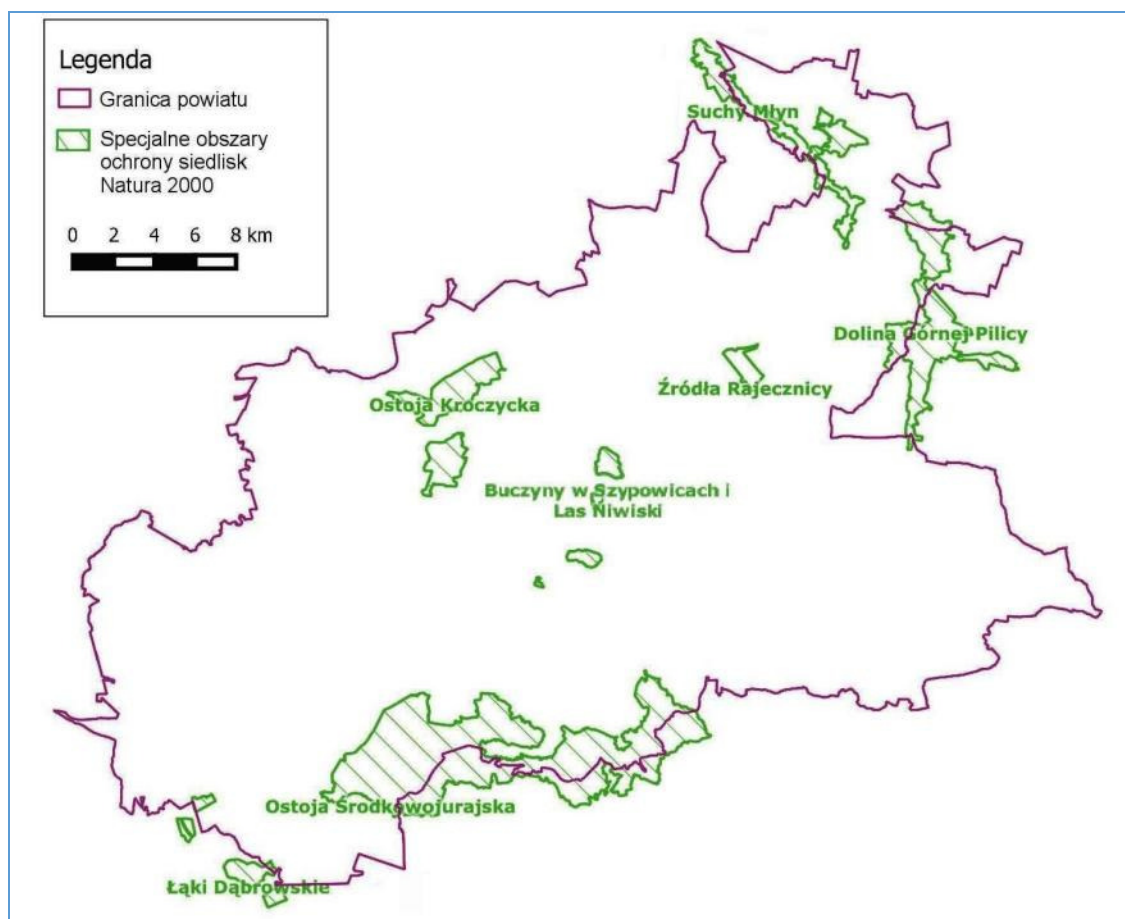 Legenda
Granica powiatu
Specjalne obszary
ochrony siedlisk
Natura 2000
0 2 4 6 8 km
Suchy Młyn
Dolina Górnej Pilicy
Źródła Rajecznicy
Ostoja Kroczycka
Buczyny w Szypowicach i
Las Niwiski
Ostoja Środkowojurajska
Łąki Dąbrowskie